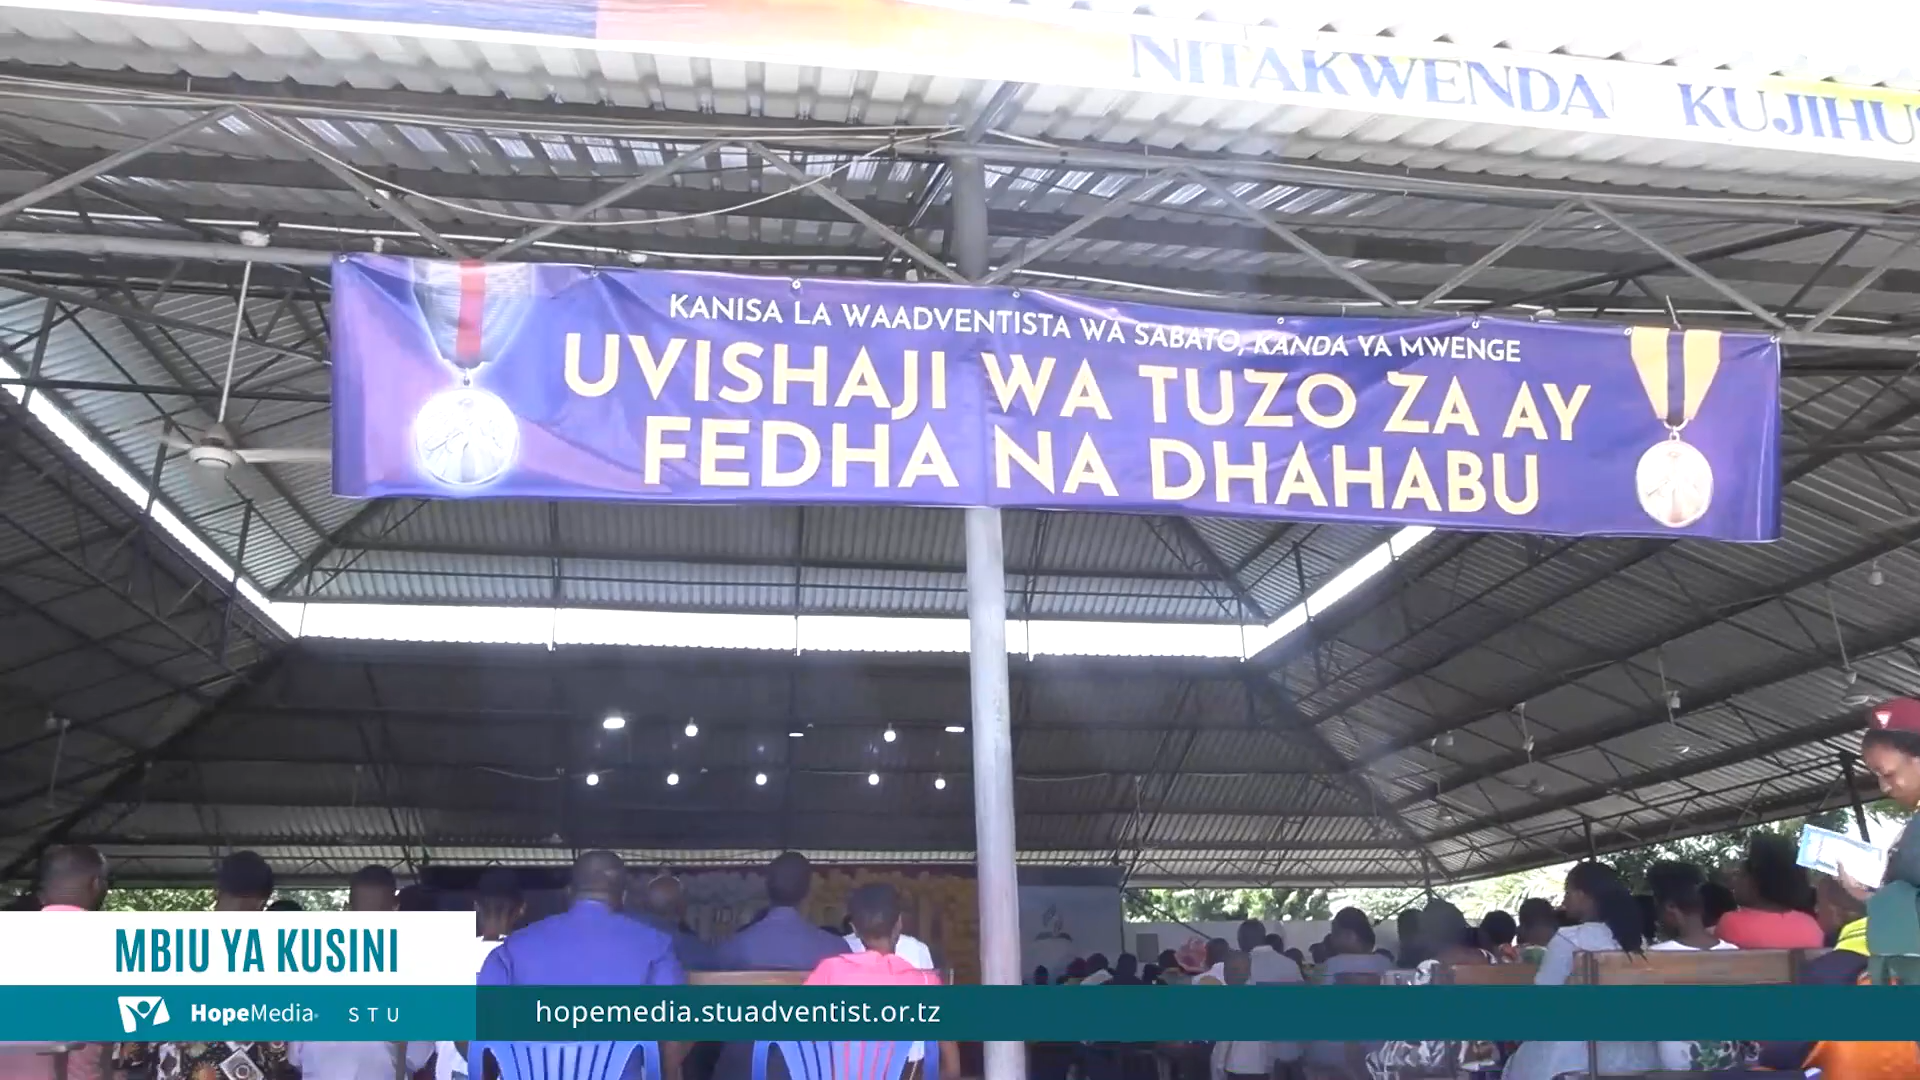 NITAKWENDA
KANISA LA WAADVENTISTA WA SABATO, KANDA YA MWENGE
UVISHAJI WA TUZO ZA AY
FEDHA NA DHAHABU
MBIU YA KUSINI
HopeMedia STU
hopemedia.stuadventist.or.tz